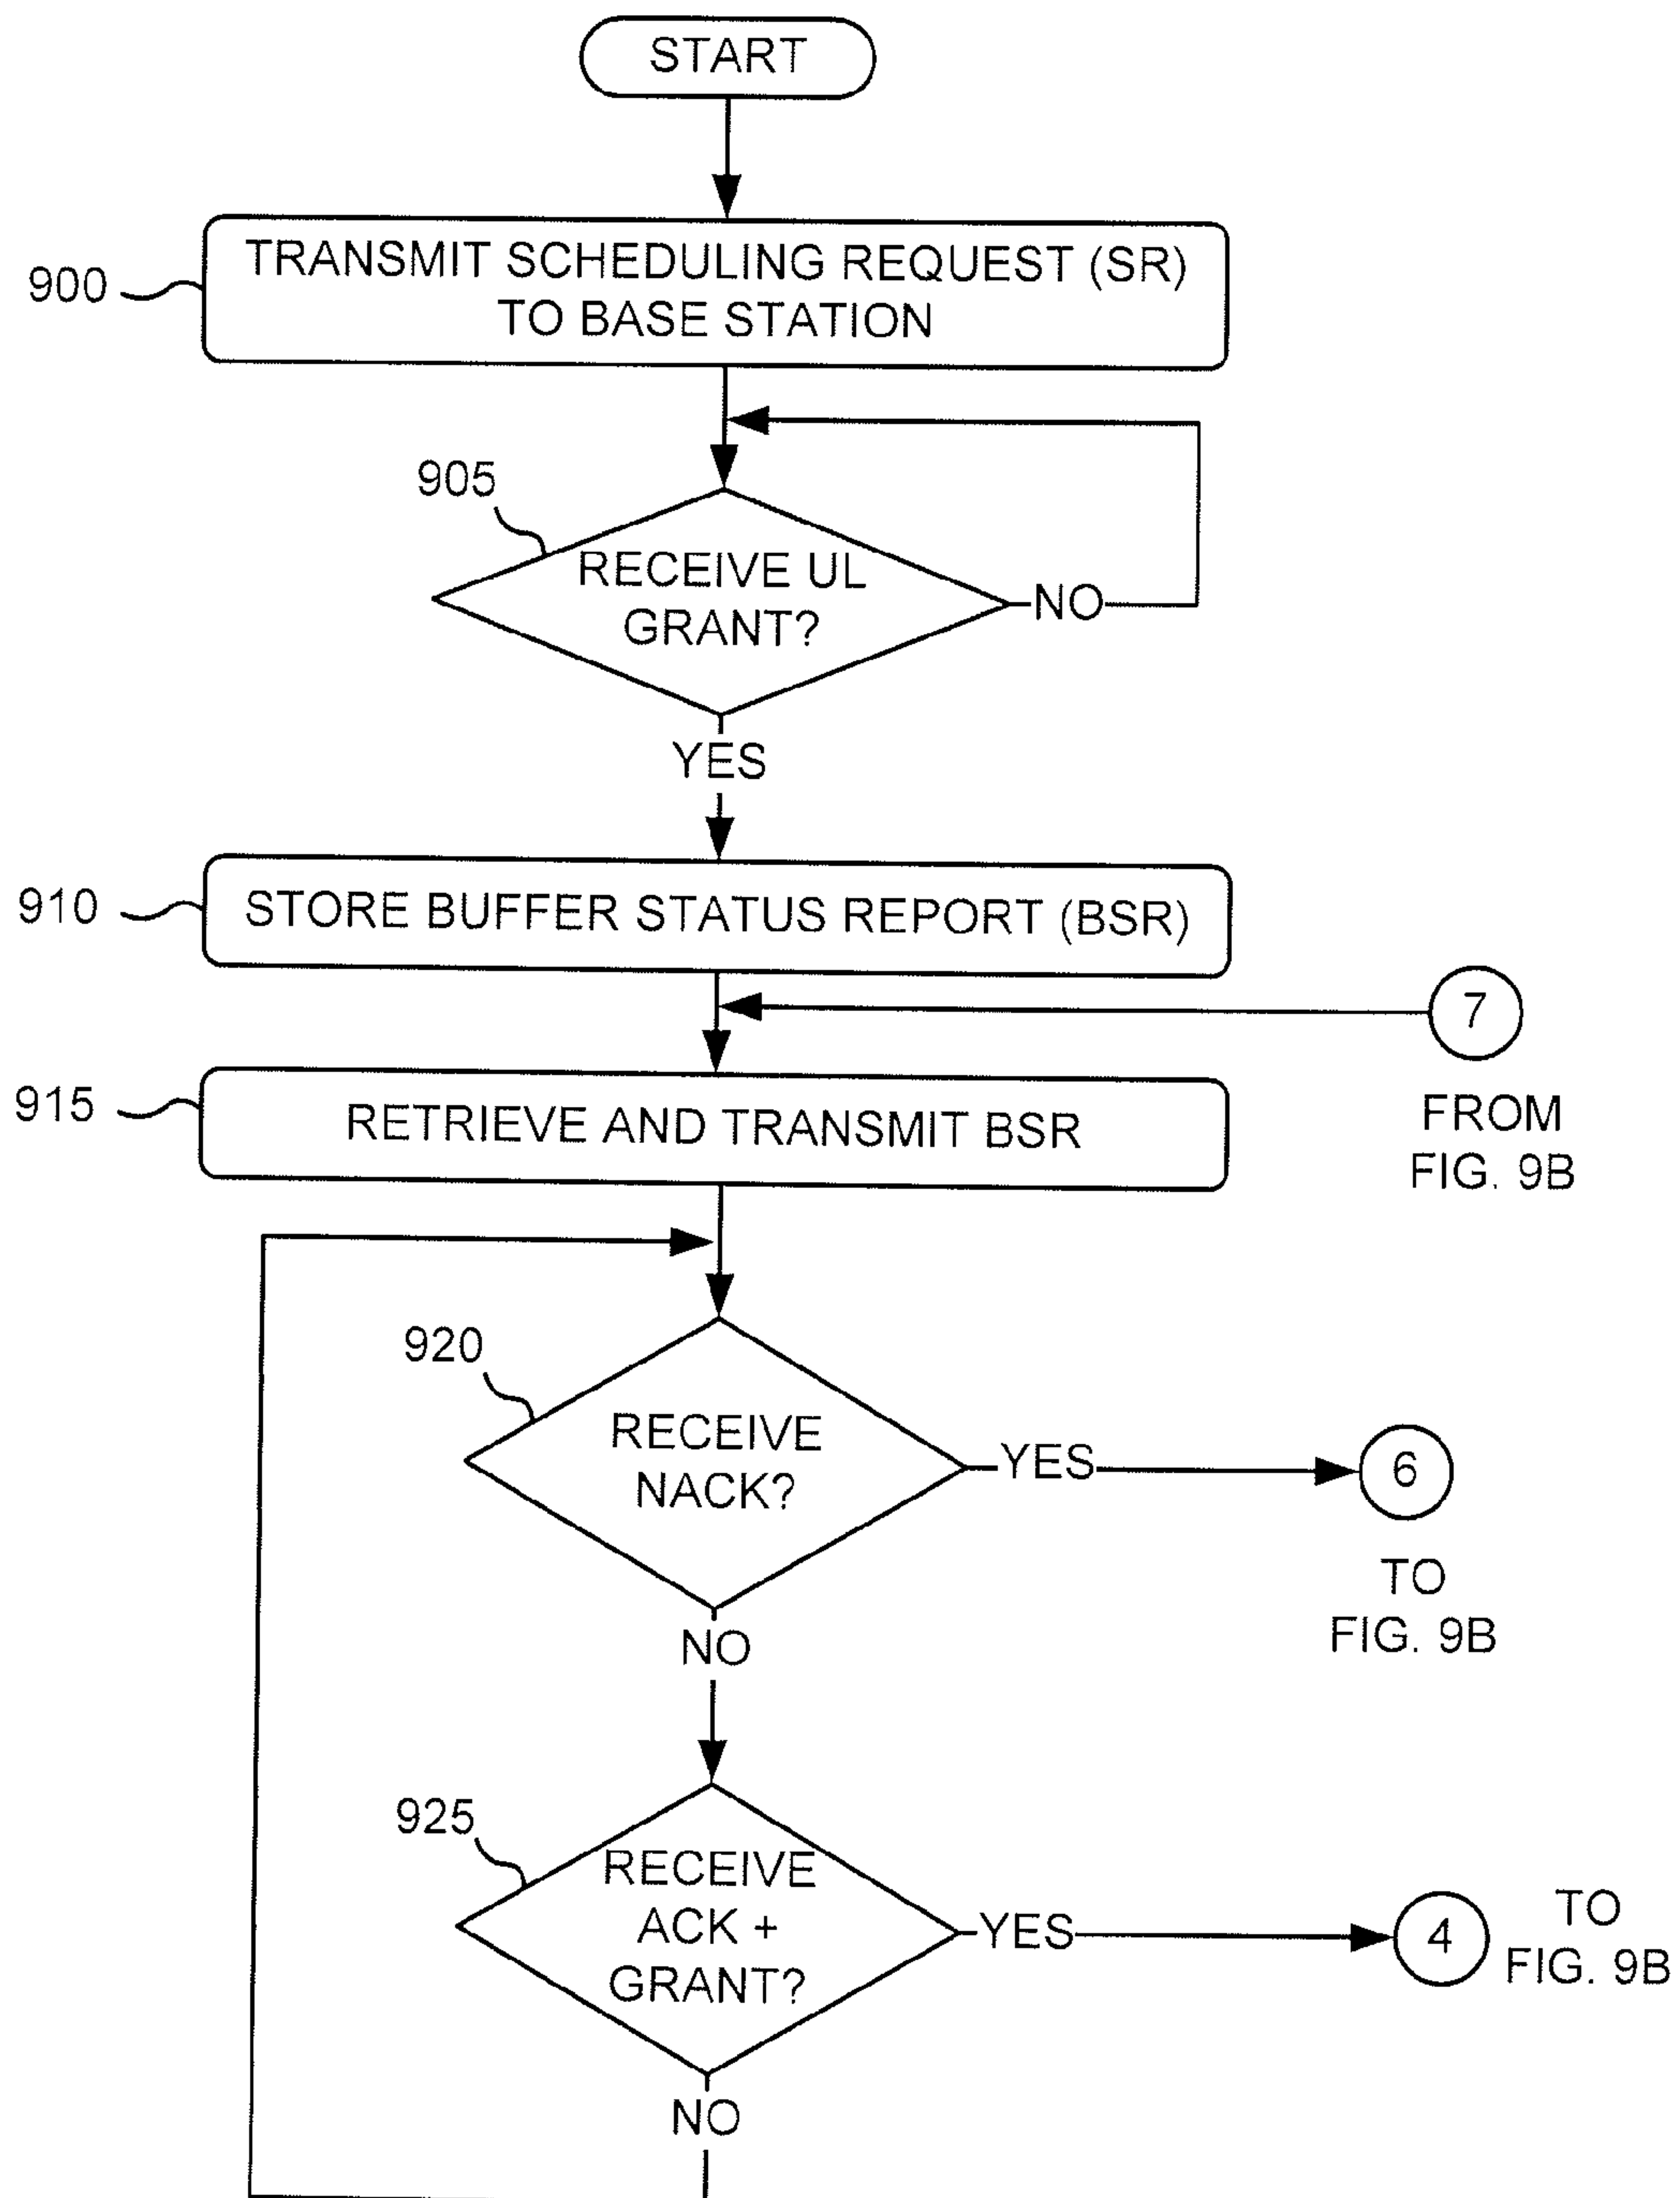 START
900
TRANSMIT SCHEDULING REQUEST (SR)
TO BASE STATION
905
RECEIVE UL
GRANT?
NO
YES
910
STORE BUFFER STATUS REPORT (BSR)
7
FROM
FIG. 9B
915
RETRIEVE AND TRANSMIT BSR
920
RECEIVE
NACK?
YES
6
TO
FIG. 9B
NO
925
RECEIVE
ACK +
GRANT?
YES
4
TO
FIG. 9B
NO